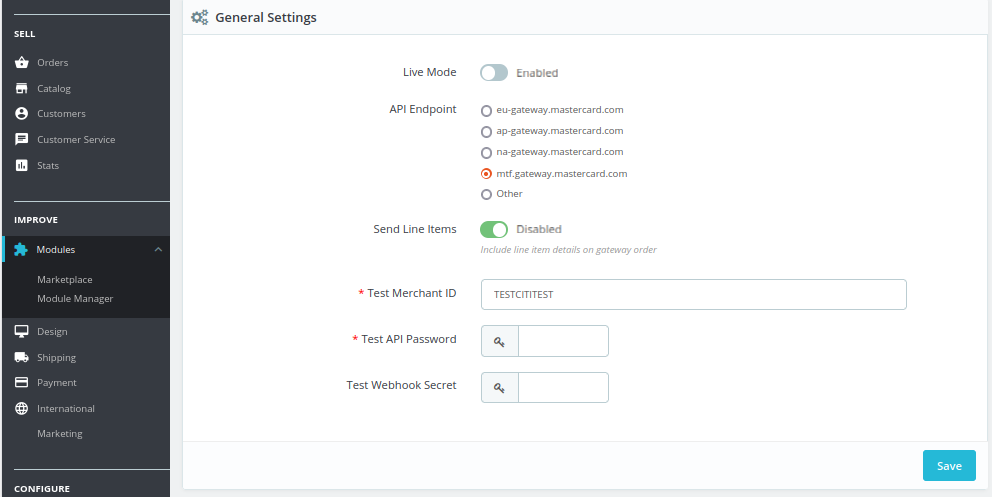 SELL
Orders
Catalog
Customers
Customer Service
Stats
IMPROVE
Modules
Marketplace
Module Manager
Design
Shipping
Payment
International
Marketing
CONFIGURE
General Settings
Live Mode Enabled
API Endpoint eu-gateway.mastercard.com
ap-gateway.mastercard.com
na-gateway.mastercard.com
mtf.gateway.mastercard.com
Other
Send Line Items Disabled
Include line item details on gateway order
* Test Merchant ID TESTCITITEST
* Test API Password
Test Webhook Secret
Save